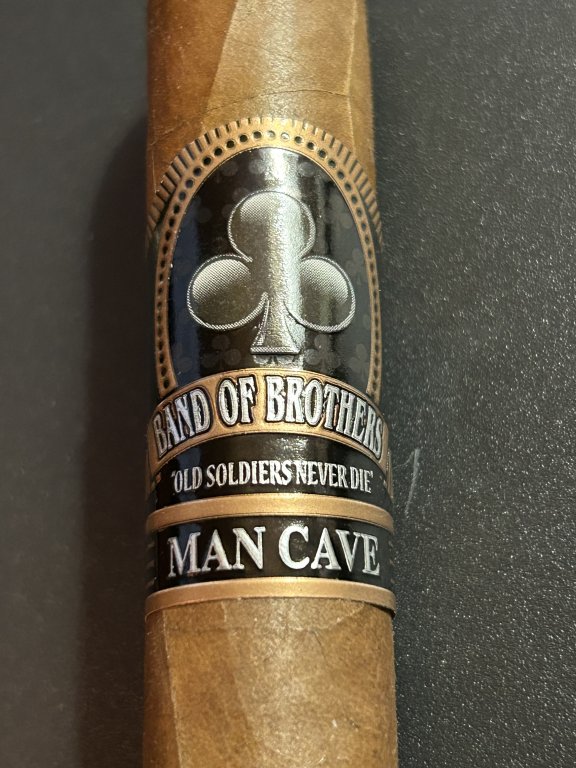 BAND OF BROTHERS
"OLD SOLDIERS NEVER DIE"
MAN CAVE